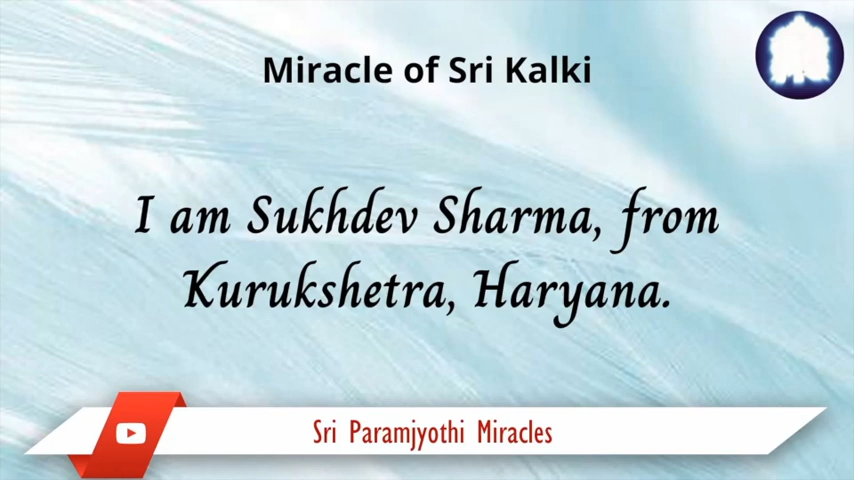 Miracle of Sri Kalki
I am Sukhdev Sharma, from
Kurukshetra, Haryana.
Sri Paramjyothi Miracles